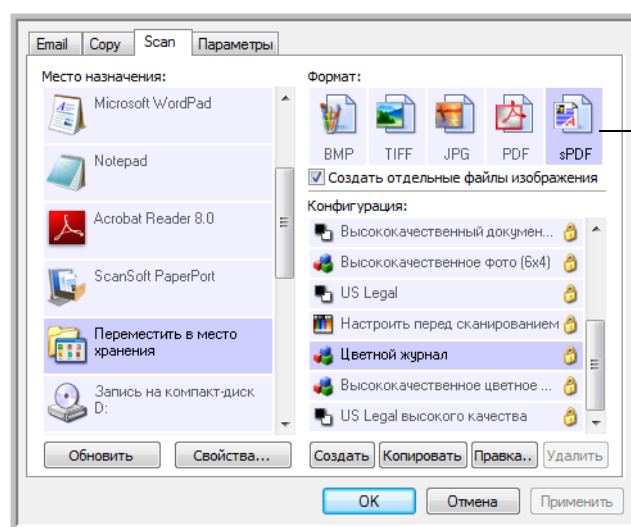 Email Copy Scan Параметры
Место назначения:
Microsoft WordPad
Notepad
Acrobat Reader 8.0
ScanSoft PaperPort
Переместить в место
хранения
Запись на компакт-диск
D:
Обновить Свойства...
Формат:
BMP TIFF JPG PDF sPDF
Создать отдельные файлы изображения
Конфигурация:
Высококачественный докумен...
Высококачественное фото (6x4)
US Legal
Настроить перед сканированием
Цветной журнал
Высококачественное цветное ...
US Legal высокого качества
Создать Копировать Правка.. Удалить
OK Отмена Применить